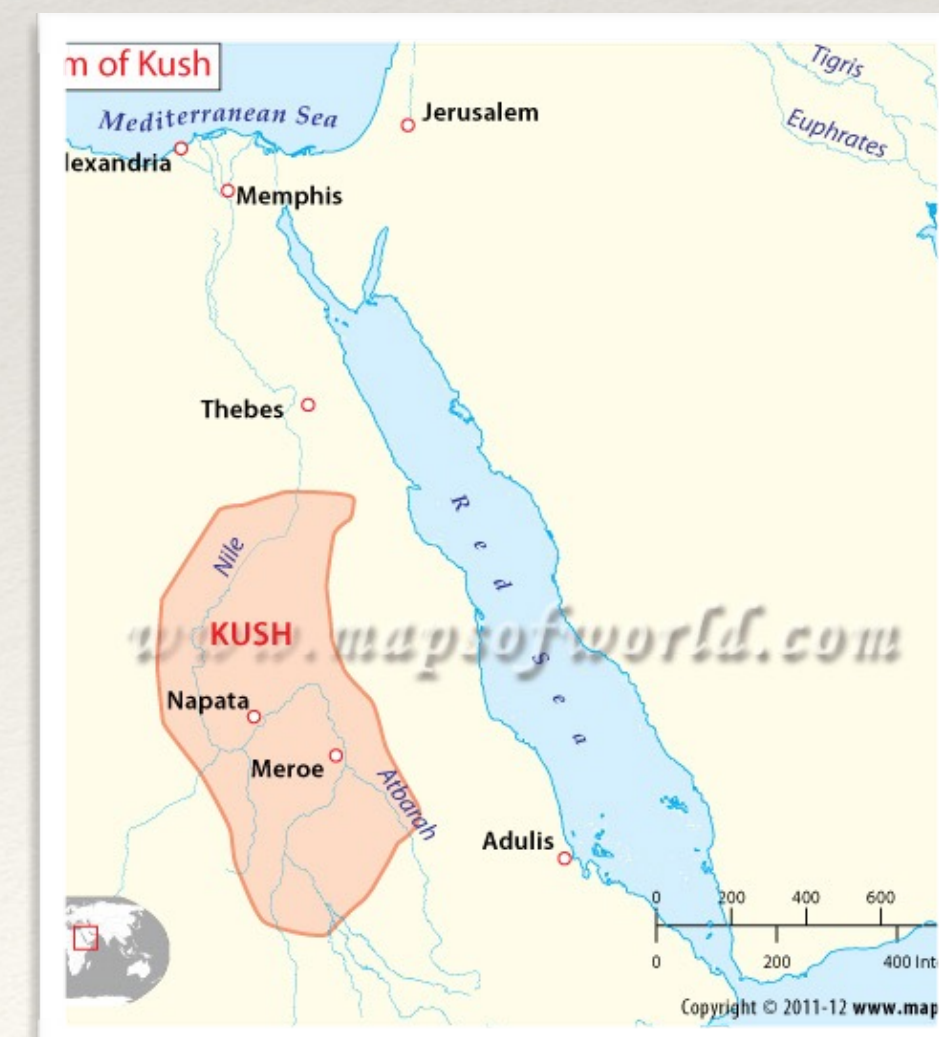 m of Kush
Tigris
Mediterranean Sea
Jerusalem
Euphrates
lexandria
Memphis
Thebes
Red Sea
Nile
KUSH
www.mapsofworld.com
Napata
Meroe
Atbarah
Adulis
0 200 400 600
0 200 400 Int
Copyright © 2011-12 www.map